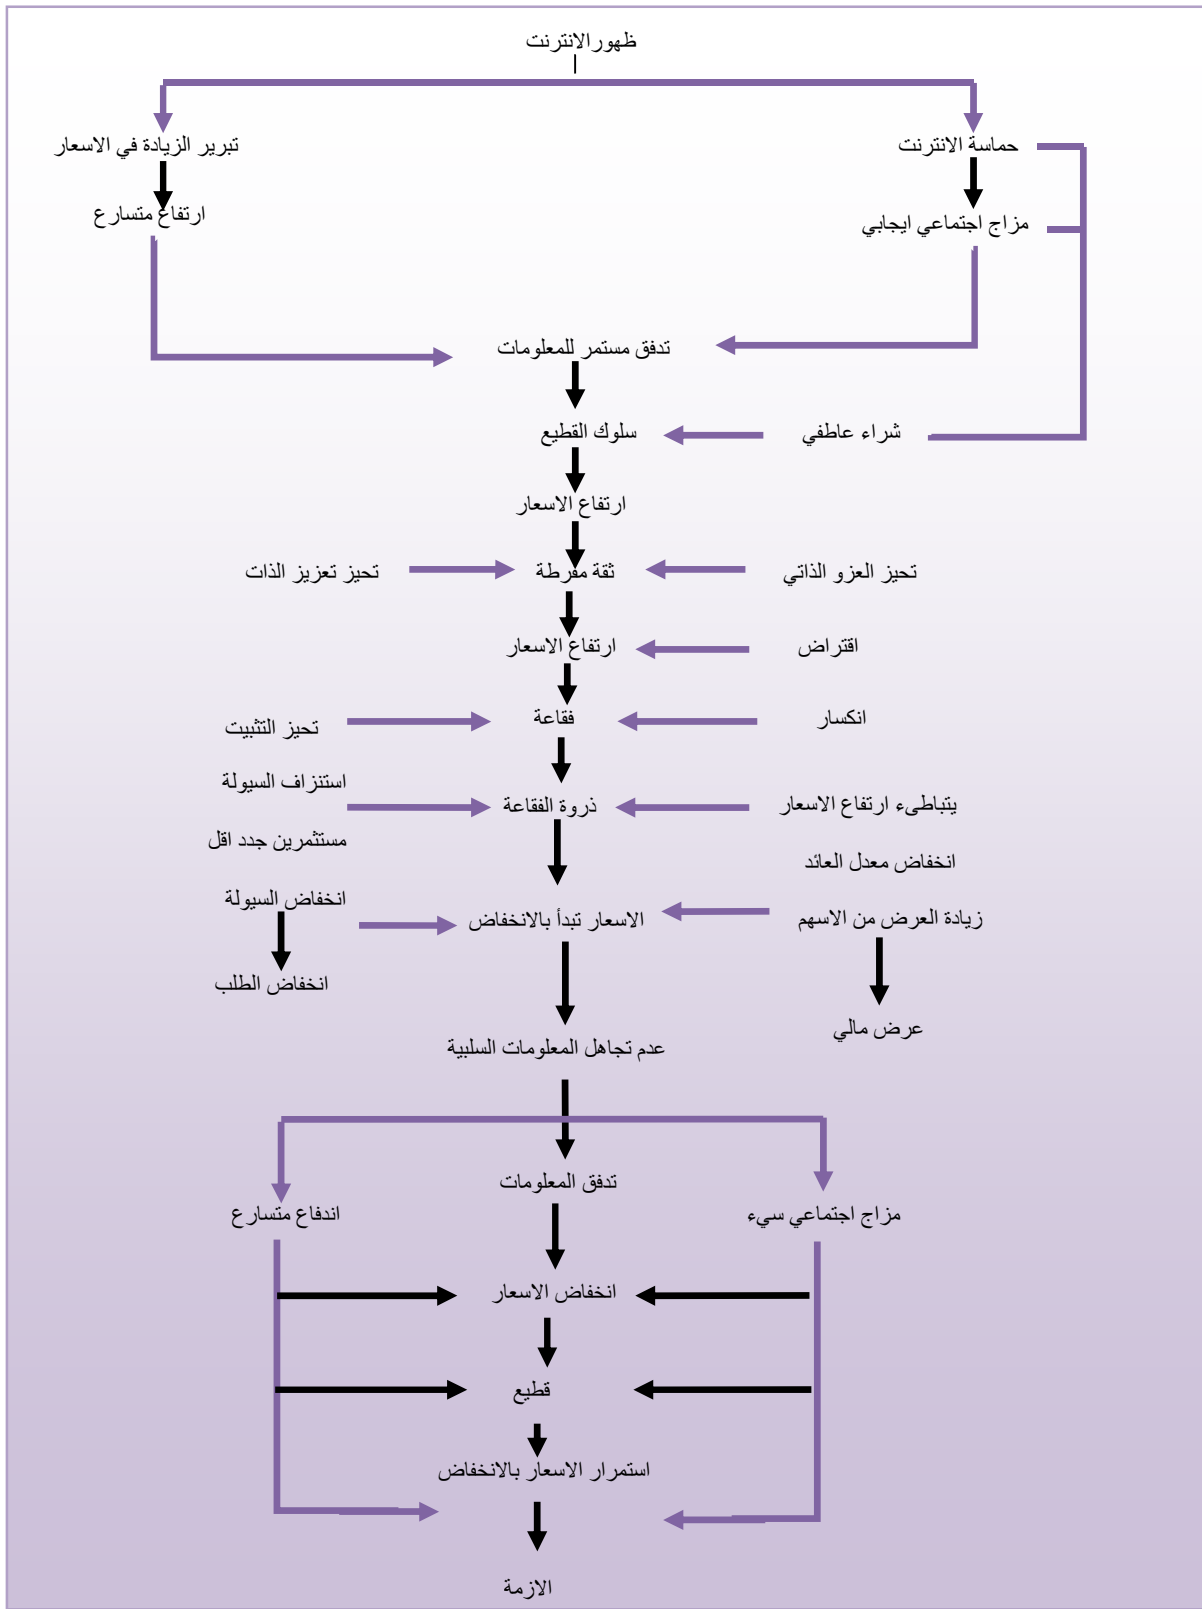 ظهور الانترنت
حماسة الانترنت
تبرير الزيادة في الاسعار
مزاج اجتماعي ايجابي
ارتفاع متسارع
تدفق مستمر للمعلومات
شراء عاطفي
سلوك القطيع
ارتفاع الاسعار
تحيز العزو الذاتي
ثقة مفرطة
تحيز تعزيز الذات
اقتراض
ارتفاع الاسعار
انكسار
فقاعة
تحيز التثبيت
استنزاف السيولة
يتباطىء ارتفاع الاسعار
ذروة الفقاعة
مستثمرين جدد اقل
انخفاض معدل العائد
انخفاض السيولة
زيادة العرض من الاسهم
الاسعار تبدأ بالانخفاض
انخفاض الطلب
عرض مالي
عدم تجاهل المعلومات السلبية
تدفق المعلومات
مزاج اجتماعي سيء
اندفاع متسارع
انخفاض الاسعار
قطيع
استمرار الاسعار بالانخفاض
الازمة